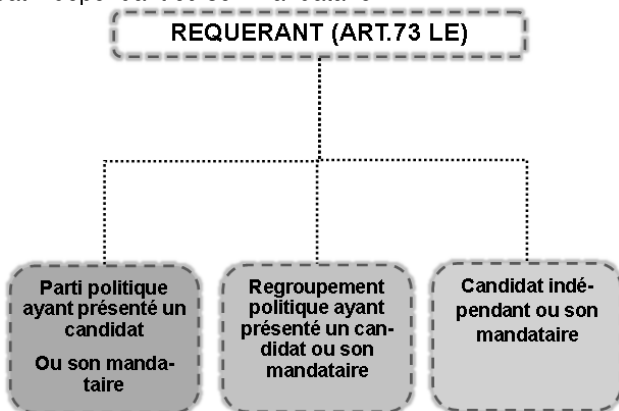 REQUERANT (ART.73 LE)
Parti politique
ayant présenté un
candidat
Ou son manda-
taire
Regroupement
politique ayant
présenté un can-
didat ou son
mandataire
Candidat indé-
pendant ou son
mandataire